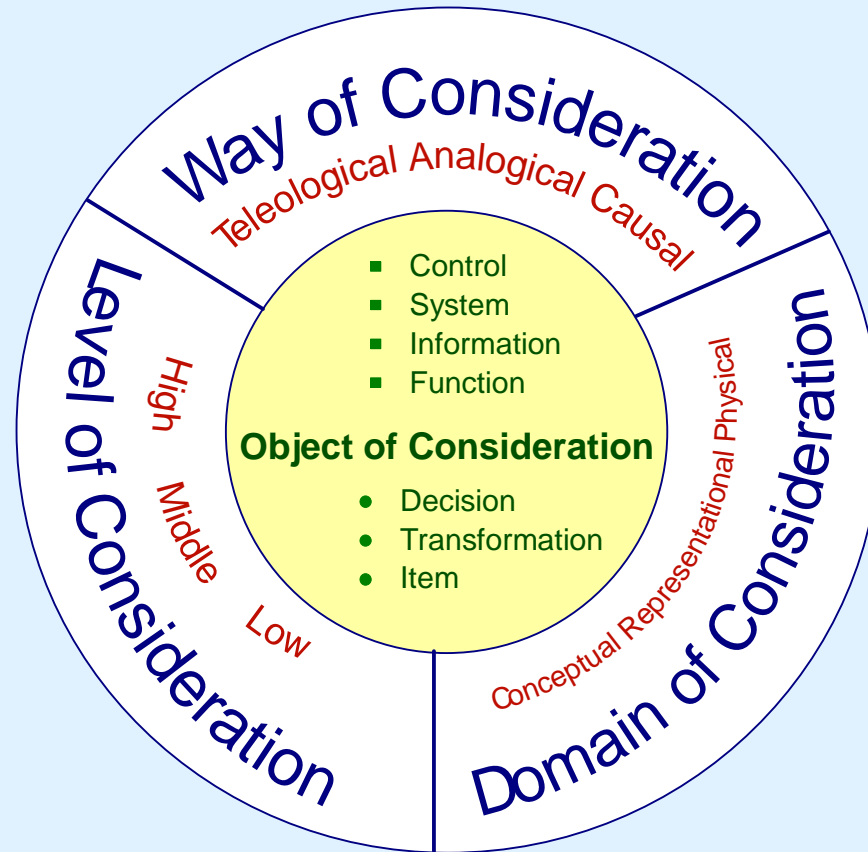 Way of Consideration
Teleological Analogical Causal
Level of Consideration
High
Middle
Low
▪ Control
▪ System
▪ Information
▪ Function
Object of Consideration
● Decision
● Transformation
● Item
Conceptual Representational Physical
Domain of Consideration